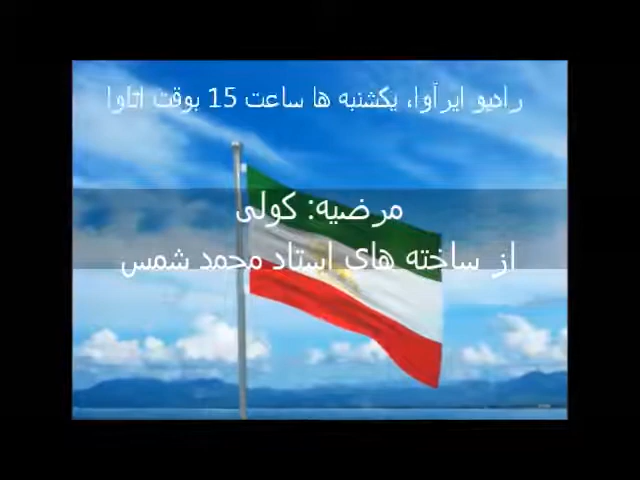 رادیو ایرآوا، یکشنبه ها ساعت 15 بوقت اتاوا
مرضیه: کولی
از ساخته های استاد محمد شمس